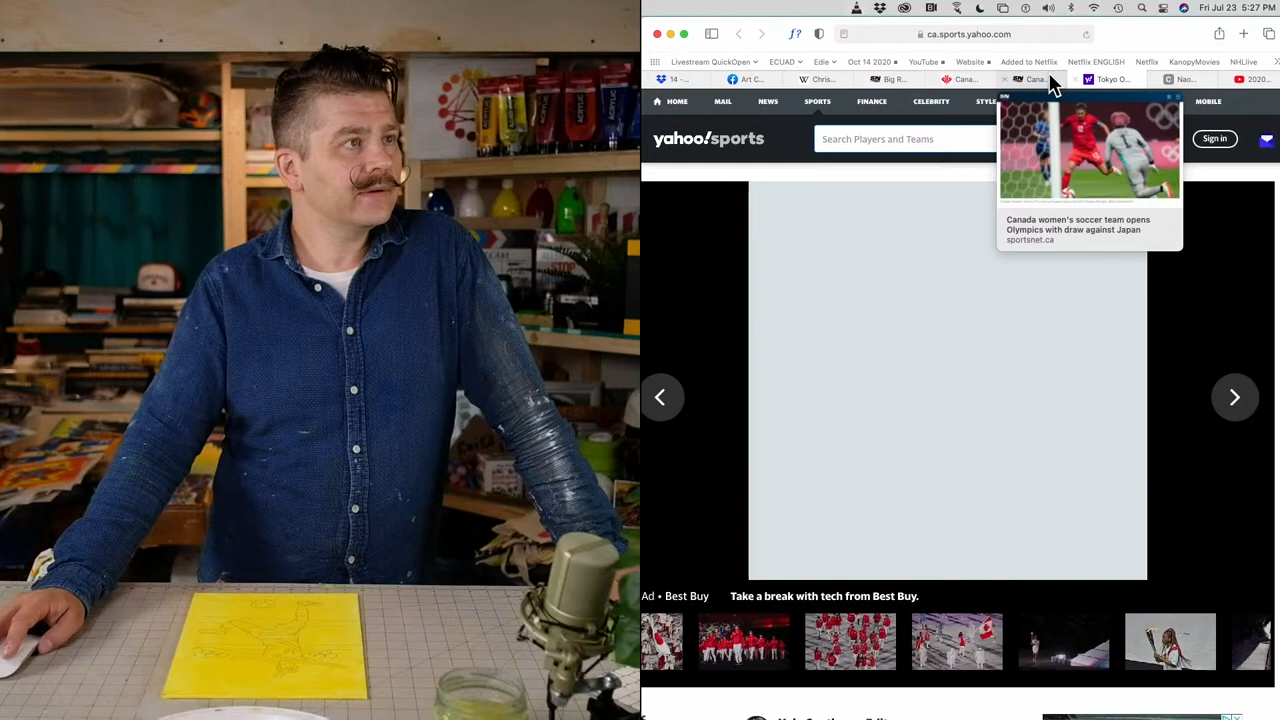 Fri Jul 23 5:27 PM
ca.sports.yahoo.com
Livestream QuickOpen ECUAD Edie Oct 14 2020 YouTube Website Added to Netflix Netflix ENGLISH Netflix KanopyMovies NHLlive
14 -... Art C... Chris... Big R... Cana... Cana... Tokyo O... Nao... 2020...
HOME MAIL NEWS SPORTS FINANCE CELEBRITY STYLE MOBILE
yahoo!sports
Search Players and Teams
Sign in
Canada women's soccer team opens
Olympics with draw against Japan
sportsnet.ca
Ad • Best Buy Take a break with tech from Best Buy.
ACRYLIC